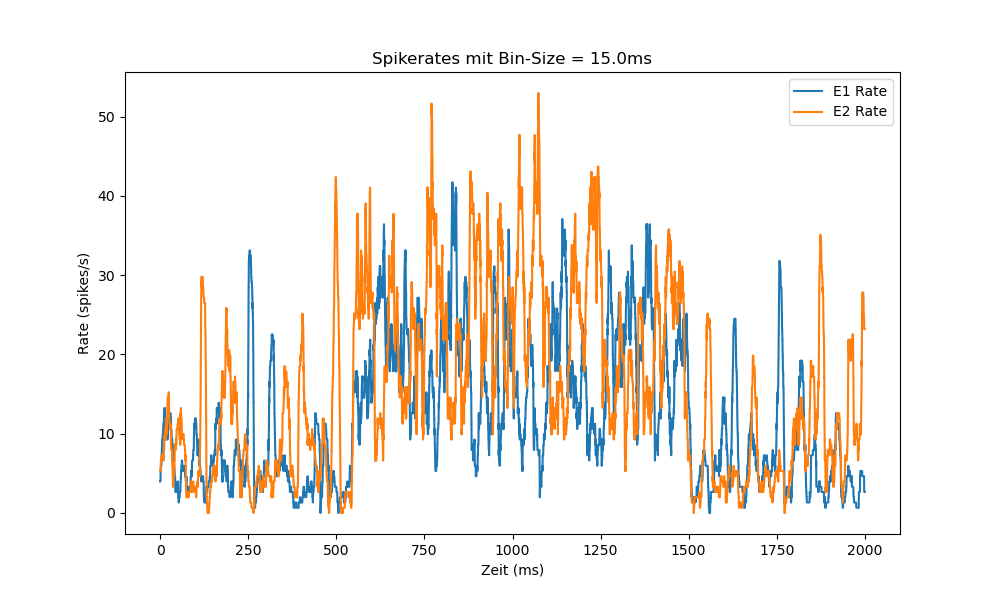 Spikerates mit Bin-Size = 15.0ms
E1 Rate
E2 Rate
50
40
30
20
10
0
Rate (spikes/s)
0 250 500 750 1000 1250 1500 1750 2000
Zeit (ms)